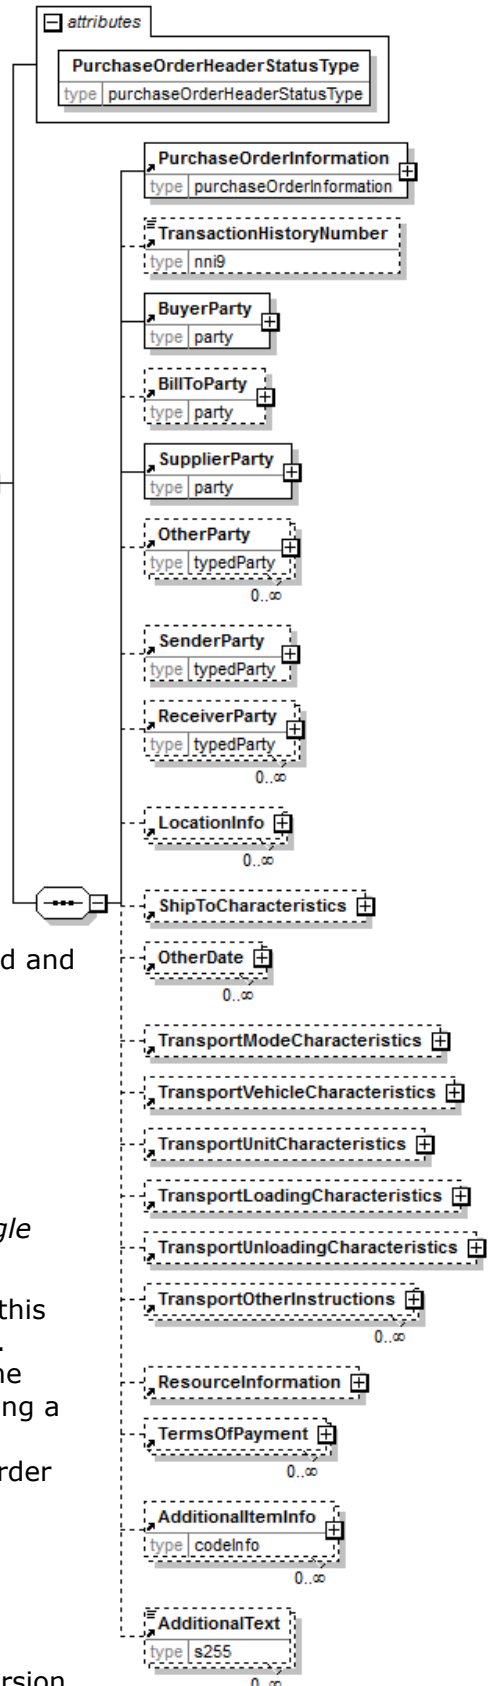 attributes
PurchaseOrderHeaderStatusType
type purchaseOrderHeaderStatusType
PurchaseOrderInformation
type purchaseOrderInformation
TransactionHistoryNumber
type nni9
BuyerParty
type party
BillToParty
type party
SupplierParty
type party
OtherParty
type typedParty
0..∞
SenderParty
type typedParty
ReceiverParty
type typedParty
0..∞
LocationInfo
0..∞
ShipToCharacteristics
d and
OtherDate
0..∞
TransportModeCharacteristics
TransportVehicleCharacteristics
TransportUnitCharacteristics
TransportLoadingCharacteristics
gle
TransportUnloadingCharacteristics
this
TransportOtherInstructions
.
0..∞
ne
ResourceInformation
ng a
TermsOfPayment
rder
0..∞
AdditionalItemInfo
type codeInfo
0..∞
AdditionalText
type s255
rsion
0..∞